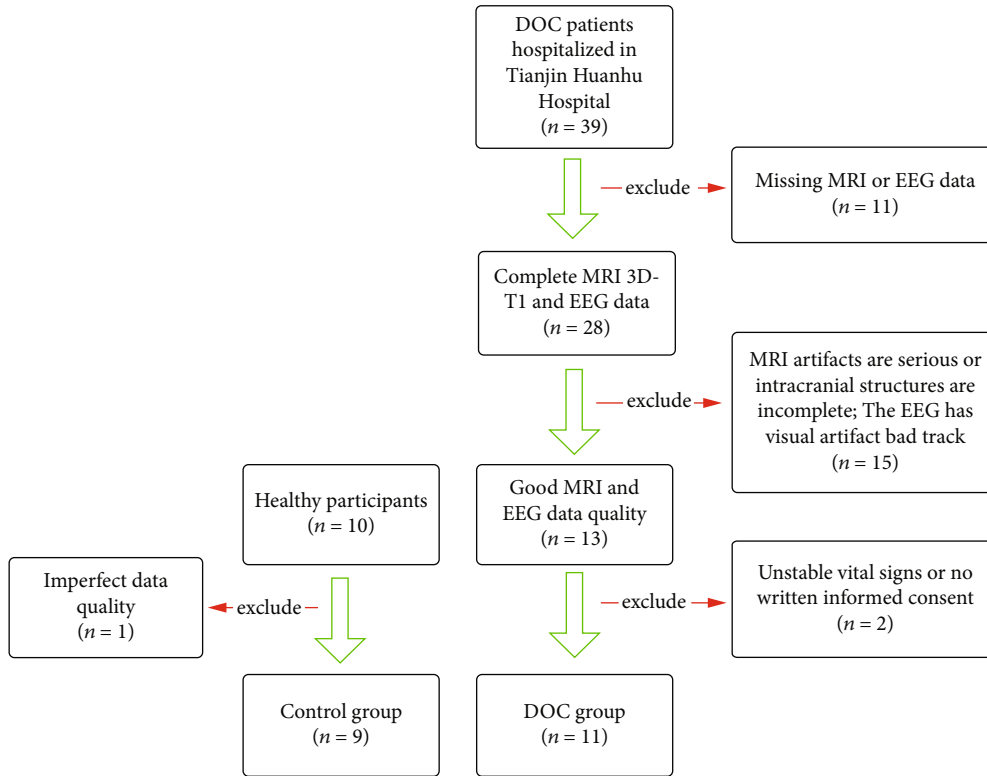 DOC patients
hospitalized in
Tianjin Huanhu
Hospital
(n = 39)
exclude
Missing MRI or EEG data
(n = 11)
Complete MRI 3D-
T1 and EEG data
(n = 28)
exclude
MRI artifacts are serious or
intracranial structures are
incomplete; The EEG has
visual artifact bad track
(n = 15)
Healthy participants
(n = 10)
Good MRI and
EEG data quality
(n = 13)
Imperfect data
quality
(n = 1)
exclude
exclude
Unstable vital signs or no
written informed consent
(n = 2)
Control group
(n = 9)
DOC group
(n = 11)